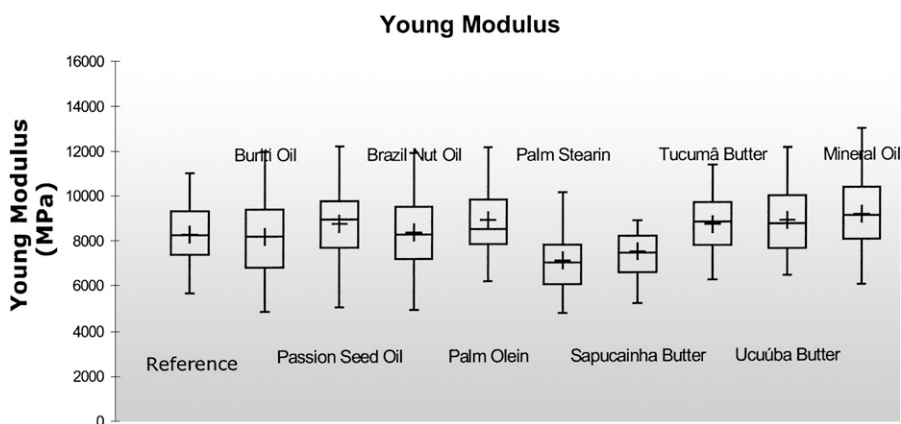 Young Modulus
Young Modulus
(MPa)
16000
14000
12000
10000
8000
6000
4000
2000
0
Buriti Oil
Brazil Nut Oil
Palm Stearin
Tucumâ Butter
Mineral Oil
Reference
Passion Seed Oil
Palm Olein
Sapucainha Butter
Ucuúba Butter